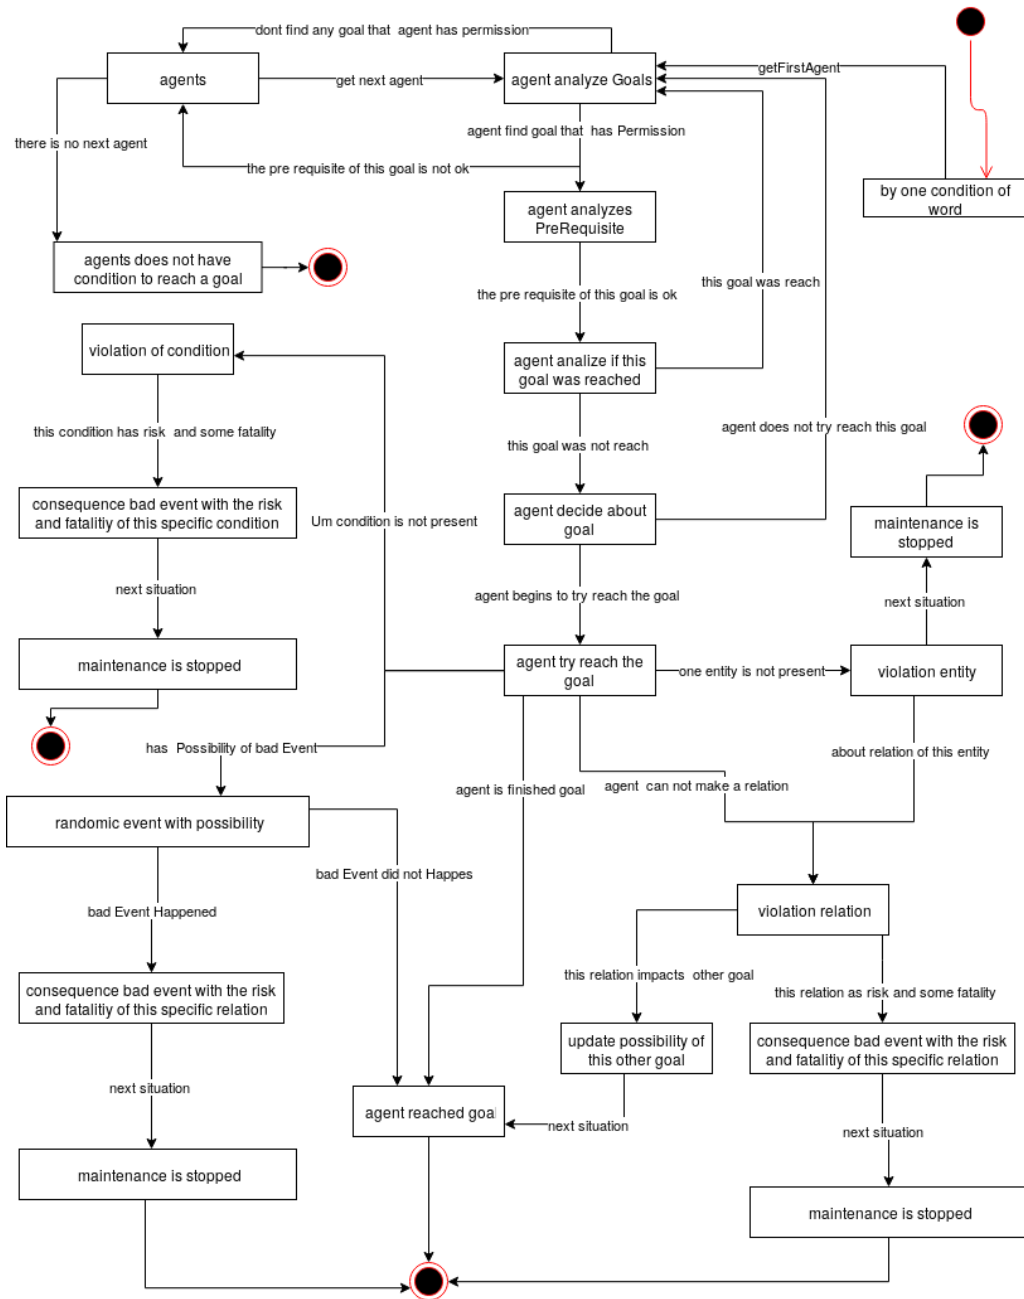 dont find any goal that  agent has permission
agents
get next agent
agent analyze Goals
getFirstAgent
there is no next agent
agent find goal that  has Permission
the pre requisite of this goal is not ok
by one condition of
word
agent analyzes
PreRequisite
agents does not have
condition to reach a goal
this goal was reach
the pre requisite of this goal is ok
violation of condition
agent analize if this
goal was reached
this condition has risk  and some fatality
this goal was not reach
agent does not try reach this goal
consequence bad event with the risk
and fatalitiy of this specific condition
Um condition is not present
agent decide about
goal
maintenance is
stopped
next situation
agent begins to try reach the goal
next situation
maintenance is stopped
agent try reach the
goal
one entity is not present
violation entity
has  Possibility of bad Event
about relation of this entity
agent is finished goal
agent  can not make a relation
randomic event with possibility
bad Event did not Happes
bad Event Happened
violation relation
this relation impacts  other goal
this relation as risk and some fatality
consequence bad event with the risk
and fatalitiy of this specific relation
update possibility of
this other goal
consequence bad event with the risk
and fatalitiy of this specific relation
next situation
agent reached goal
next situation
next situation
maintenance is stopped
maintenance is stopped